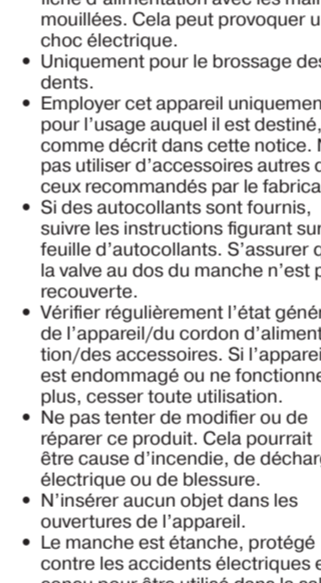 mouillées. Cela peut provoquer u
choc électrique.
• Uniquement pour le brossage des
dents.
• Employer cet appareil uniquemen
pour l’usage auquel il est destiné,
comme décrit dans cette notice. N
pas utiliser d’accessoires autres
ceux recommandés par le fabrica
• Si des autocollants sont fournis,
suivre les instructions figurant sur
feuille d’autocollants. S’assurer
la valve au dos du manche n’est p
recouverte.
• Vérifier régulièrement l’état génér
de l’appareil/du cordon d’aliment
tion/des accessoires. Si l’appareil
est endommagé ou ne fonctionne
plus, cesser toute utilisation.
• Ne pas tenter de modifier ou de
réparer ce produit. Cela pourrait
être cause d’incendie, de déchar
électrique ou de blessure.
• N’insérer aucun objet dans les
ouvertures de l’appareil.
• Le manche est étanche, protégé
contre les accidents électriques e